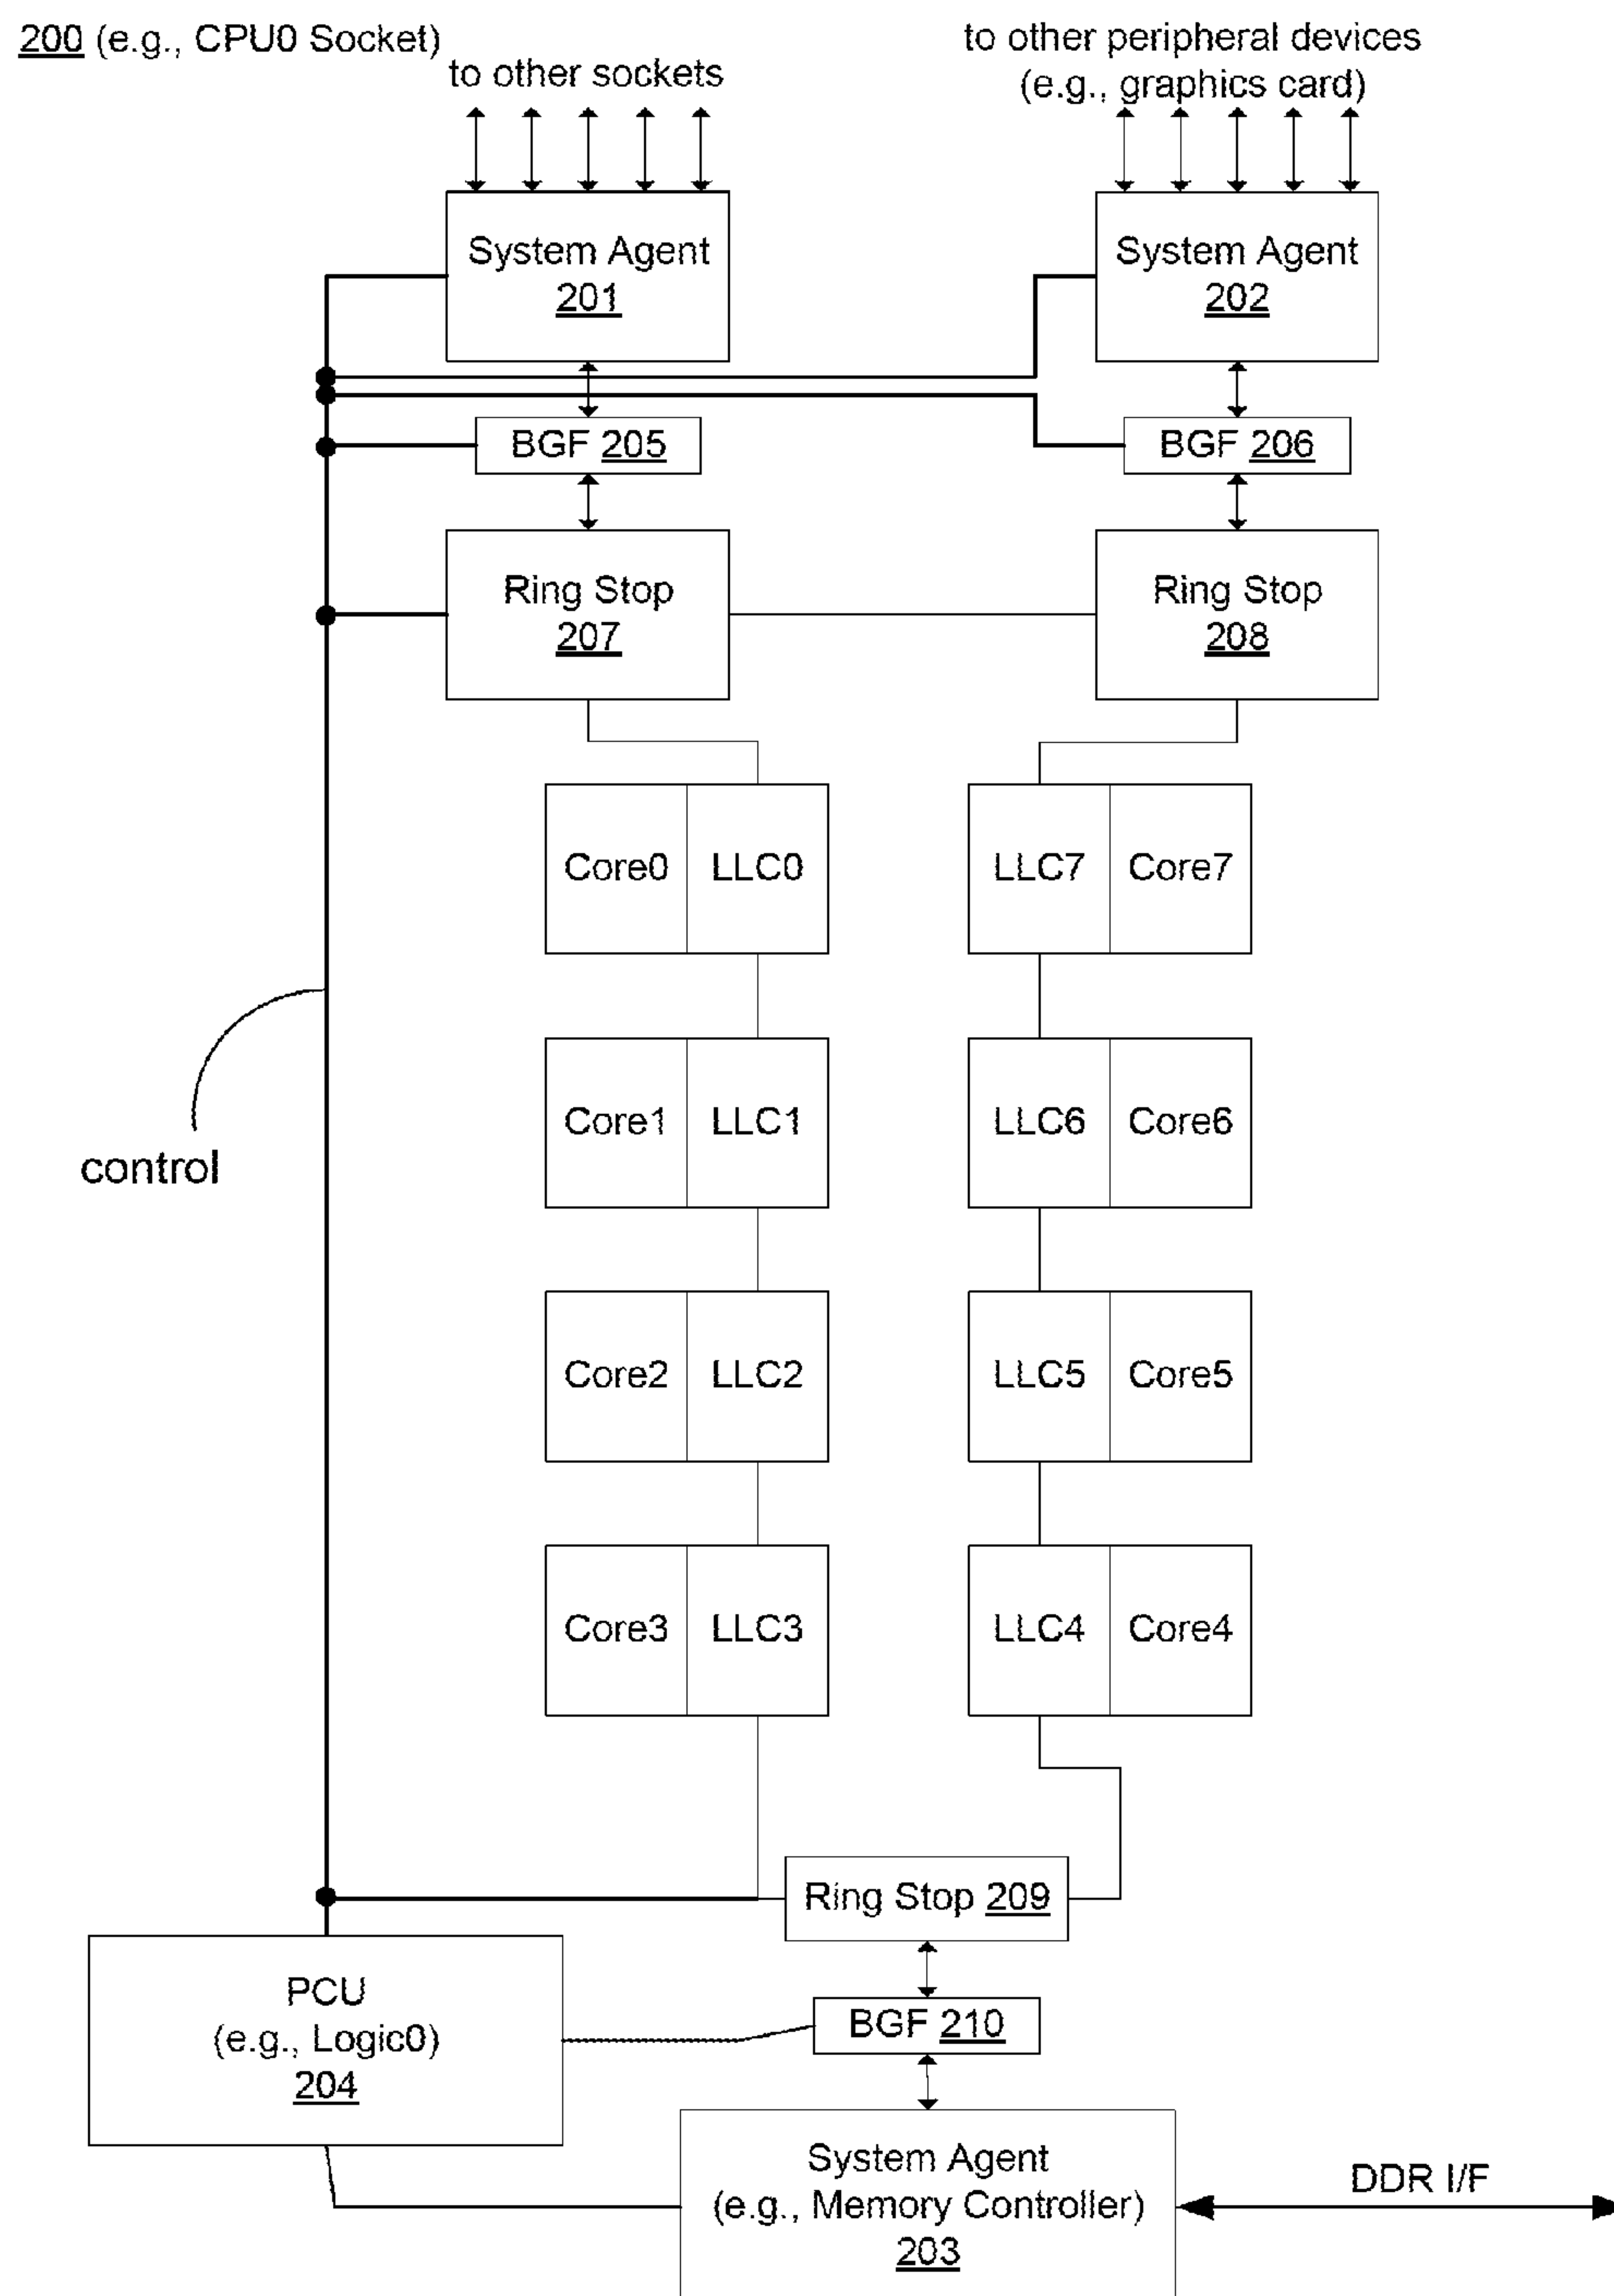 200 (e.g., CPU0 Socket)
to other sockets
to other peripheral devices
(e.g., graphics card)
System Agent
201
System Agent
202
BGF 205
BGF 206
Ring Stop
207
Ring Stop
208
Core0 LLC0
LLC7 Core7
Core1 LLC1
LLC6 Core6
control
Core2 LLC2
LLC5 Core5
Core3 LLC3
LLC4 Core4
Ring Stop 209
PCU
(e.g., Logic0)
204
BGF 210
System Agent
(e.g., Memory Controller)
203
DDR I/F